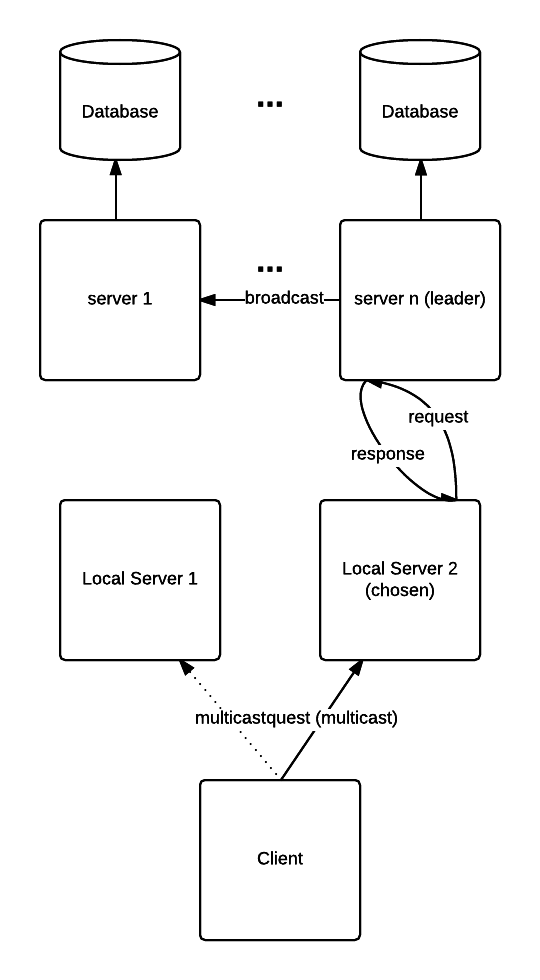 Database
...
Database
...
server 1
broadcast
server n (leader)
request
response
Local Server 1
Local Server 2
(chosen)
multicastquest (multicast)
Client